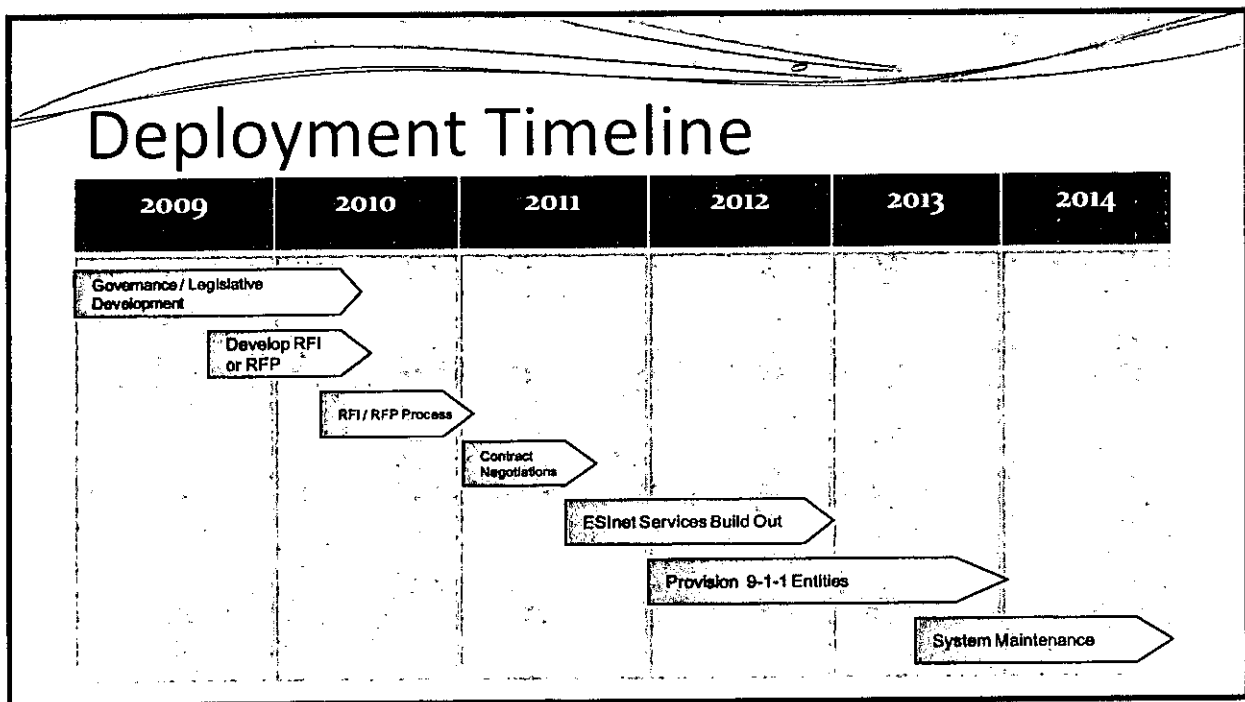 Deployment Timeline
2009 2010 2011 2012 2013 2014
Governance / Legislative
Development
Develop RFI
or RFP
RFI / RFP Process
Contract
Negotiations
ESInet Services Build Out
Provision 9-1-1 Entities
System Maintenance